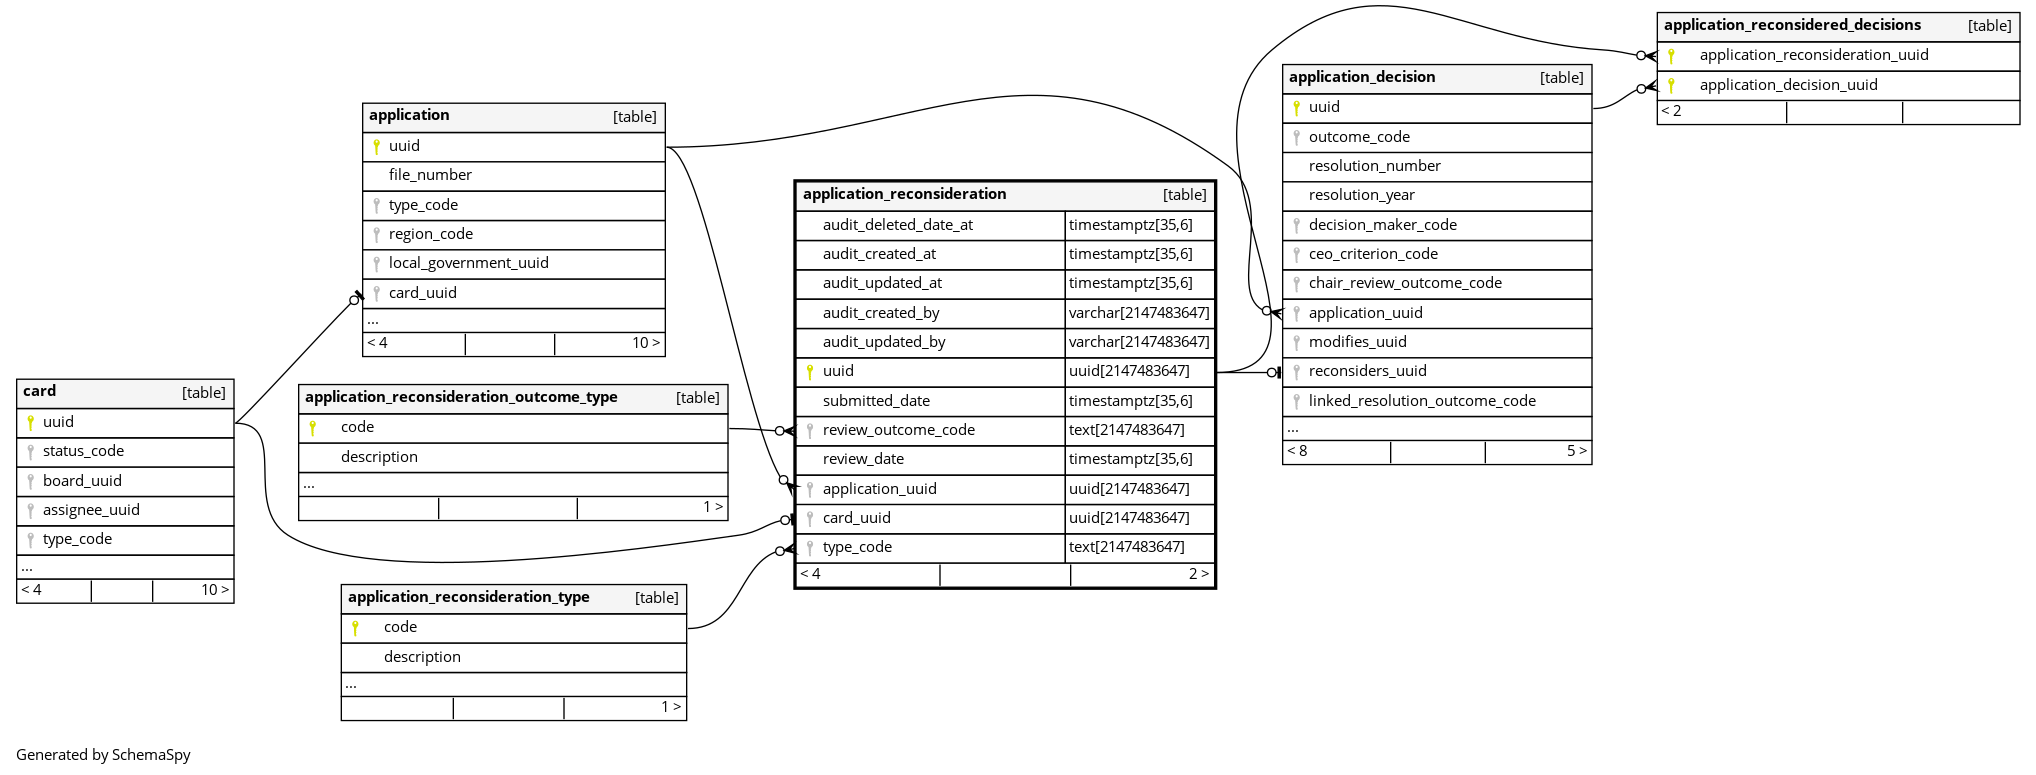 application_reconsidered_decisions [table]
application_reconsideration_uuid
application_decision_uuid
< 2
application_decision [table]
uuid
outcome_code
resolution_number
resolution_year
decision_maker_code
ceo_criterion_code
chair_review_outcome_code
application_uuid
modifies_uuid
reconsiders_uuid
linked_resolution_outcome_code
...
< 8 5 >
application [table]
uuid
file_number
type_code
region_code
local_government_uuid
card_uuid
...
< 4 10 >
application_reconsideration [table]
audit_deleted_date_at timestamptz[35,6]
audit_created_at timestamptz[35,6]
audit_updated_at timestamptz[35,6]
audit_created_by varchar[2147483647]
audit_updated_by varchar[2147483647]
uuid uuid[2147483647]
submitted_date timestamptz[35,6]
review_outcome_code text[2147483647]
review_date timestamptz[35,6]
application_uuid uuid[2147483647]
card_uuid uuid[2147483647]
type_code text[2147483647]
< 4 2 >
card [table]
uuid
status_code
board_uuid
assignee_uuid
type_code
...
< 4 10 >
application_reconsideration_outcome_type [table]
code
description
...
1 >
application_reconsideration_type [table]
code
description
...
1 >
Generated by SchemaSpy